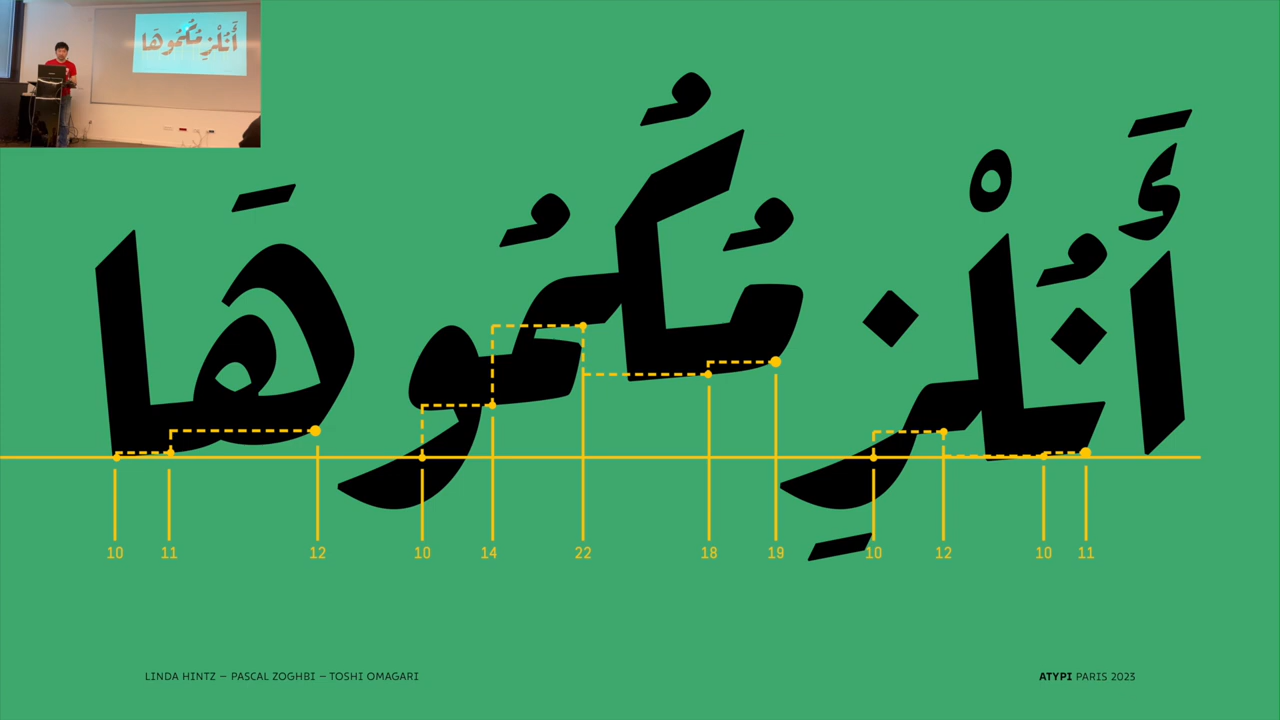 أَنُلْزِمُكُمُوهَا
أَنُلْزِمُكُمُوهَا
10 11 12 10 14 22 18 19 10 12 10 11
LINDA HINTZ — PASCAL ZOGHBI — TOSHI OMAGARI
ATYPI PARIS 2023